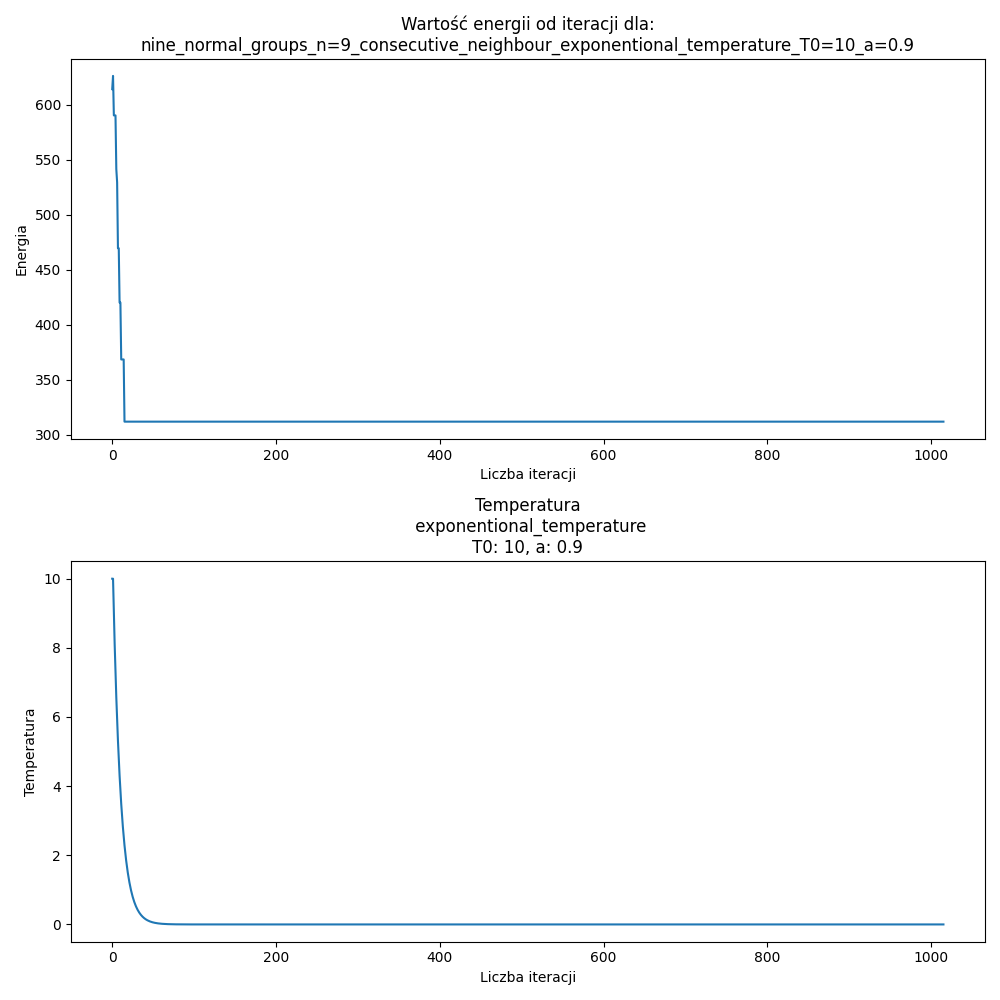 Wartość energii od iteracji dla:
nine_normal_groups_n=9_consecutive_neighbour_exponentional_temperature_T0=10_a=0.9
600
550
500
450
400
350
300
Energia
0 200 400 600 800 1000
Liczba iteracji
Temperatura
exponentional_temperature
T0: 10, a: 0.9
10
8
6
4
2
0
Temperatura
0 200 400 600 800 1000
Liczba iteracji